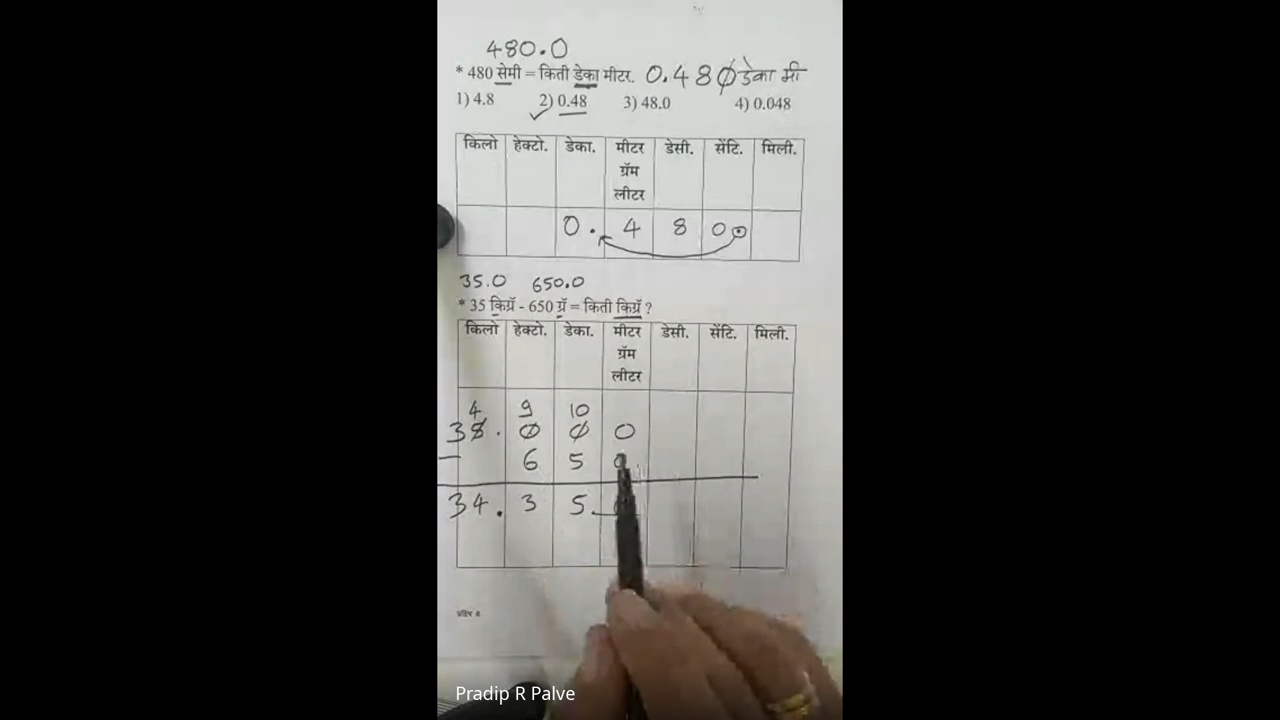 480.0
* 480 सेमी = किती डेका मीटर. 0.480 डेका मी
1) 4.8 2) 0.48 3) 48.0 4) 0.048
किलो हेक्टो. डेका. मीटर डेसी. सेंटि. मिली.
ग्रॅम
लीटर
0. 4 8 0
35.0 650.0
* 35 किग्रॅ - 650 ग्रॅ = किती किग्रॅ ?
किलो हेक्टो. डेका. मीटर डेसी. सेंटि. मिली.
ग्रॅम
लीटर
4 9 10
35. 0 0 0
- 6 5 0
34. 3 5
Pradip R Palve